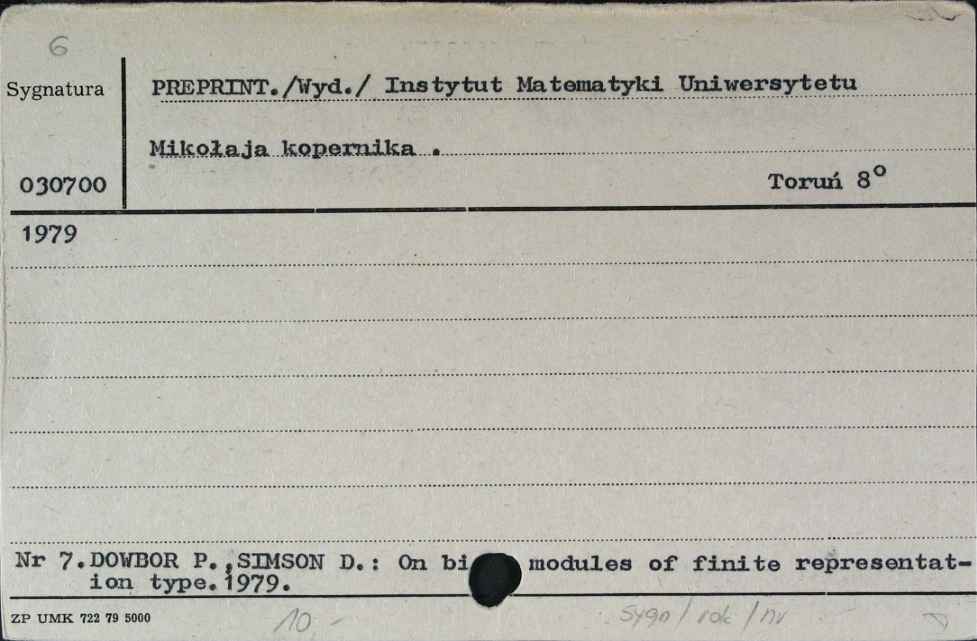 6
Sygnatura
PREPRINT./Wyd./ Instytut Matematyki Uniwersytetu
Mikołaja kopernika .
030700
Toruń 8°
1979
Nr 7.DOWBOR P.,SIMSON D.: On bi modules of finite representat-
ion type.1979.
ZP UMK 722 79 5000
10,-
sygn/rok/nr